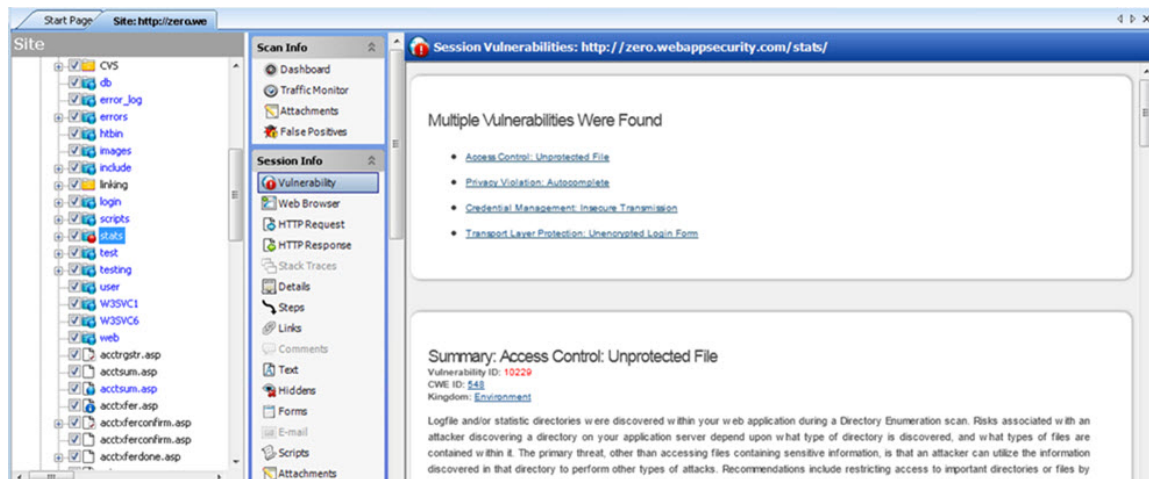 Start Page
Site: http://zero.we
Site
CVS
db
error_log
errors
htbin
images
include
linking
login
scripts
stats
test
testing
user
W3SVC1
W3SVC6
web
acctrgstr.asp
acctsum.asp
acctsum.asp
acctxfer.asp
acctxferconfirm.asp
acctxferconfirm.asp
acctxferdone.asp
Scan Info
Dashboard
Traffic Monitor
Attachments
False Positives
Session Info
Vulnerability
Web Browser
HTTP Request
HTTP Response
Stack Traces
Details
Steps
Links
Comments
Text
Hiddens
Forms
E-mail
Scripts
Attachments
Session Vulnerabilities: http://zero.webappsecurity.com/stats/
Multiple Vulnerabilities Were Found
Access Control: Unprotected File
Privacy Violation: Autocomplete
Credential Management: Insecure Transmission
Transport Layer Protection: Unencrypted Login Form
Summary: Access Control: Unprotected File
Vulnerability ID: 10229
CWE ID: 548
Kingdom: Environment
Logfile and/or statistic directories were discovered within your web application during a Directory Enumeration scan. Risks associated with an
attacker discovering a directory on your application server depend upon what type of directory is discovered, and what types of files are
contained within it. The primary threat, other than accessing files containing sensitive information, is that an attacker can utilize the information
discovered in that directory to perform other types of attacks. Recommendations include restricting access to important directories or files by